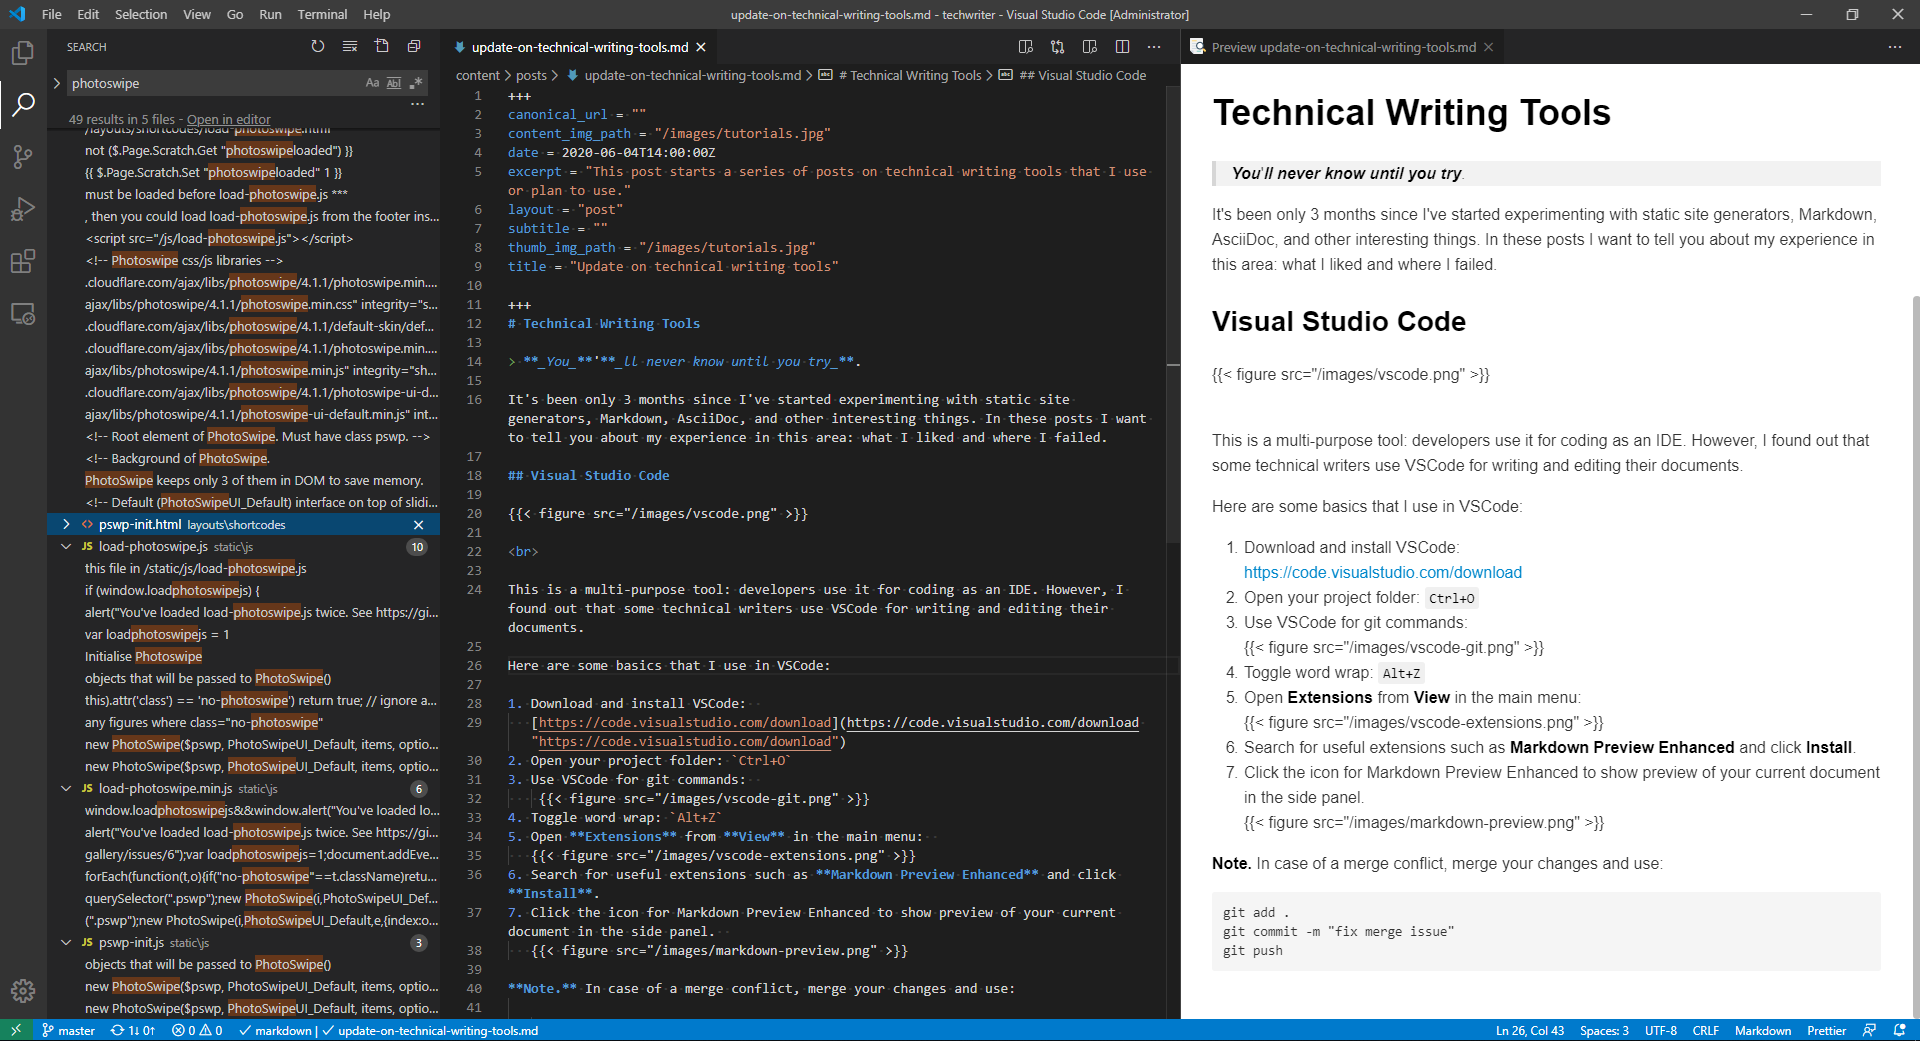 File Edit Selection View Go Run Terminal Help
update-on-technical-writing-tools.md - techwriter - Visual Studio Code [Administrator]
SEARCH
photoswipe
Aa Abl .*
49 results in 5 files - Open in editor
/layouts/shortcodes/load-photoswipe.html
not ($.Page.Scratch.Get "photoswipeloaded") }}
{{ $.Page.Scratch.Set "photoswipeloaded" 1 }}
must be loaded before load-photoswipe.js ***
, then you could load load-photoswipe.js from the footer ins...
<script src="/js/load-photoswipe.js"></script>
<!-- Photoswipe css/js libraries -->
.cloudflare.com/ajax/libs/photoswipe/4.1.1/photoswipe.min....
ajax/libs/photoswipe/4.1.1/photoswipe.min.css" integrity="s...
.cloudflare.com/ajax/libs/photoswipe/4.1.1/default-skin/def...
.cloudflare.com/ajax/libs/photoswipe/4.1.1/photoswipe.min....
ajax/libs/photoswipe/4.1.1/photoswipe.min.js" integrity="sh...
.cloudflare.com/ajax/libs/photoswipe/4.1.1/photoswipe-ui-d...
ajax/libs/photoswipe/4.1.1/photoswipe-ui-default.min.js" int...
<!-- Root element of PhotoSwipe. Must have class pswp. -->
<!-- Background of PhotoSwipe.
PhotoSwipe keeps only 3 of them in DOM to save memory.
<!-- Default (PhotoSwipeUI_Default) interface on top of slidi...
<> pswp-init.html layouts\shortcodes
JS load-photoswipe.js static\js 10
this file in /static/js/load-photoswipe.js
if (window.loadphotoswipejs) {
alert("You've loaded load-photoswipe.js twice. See https://gi...
var loadphotoswipejs = 1
Initialise Photoswipe
objects that will be passed to PhotoSwipe()
this).attr('class') == 'no-photoswipe') return true; // ignore a...
any figures where class="no-photoswipe"
new PhotoSwipe($pswp, PhotoSwipeUI_Default, items, optio...
new PhotoSwipe($pswp, PhotoSwipeUI_Default, items, optio...
JS load-photoswipe.min.js static\js 6
window.loadphotoswipejs&&window.alert("You've loaded lo...
alert("You've loaded load-photoswipe.js twice. See https://gi...
gallery/issues/6");var loadphotoswipejs=1;document.addEve...
forEach(function(t,o){if("no-photoswipe"==t.className)retu...
querySelector(".pswp");new PhotoSwipe(i,PhotoSwipeUI_Def...
(".pswp");new PhotoSwipe(i,PhotoSwipeUI_Default,e,{index:o...
JS pswp-init.js static\js 3
objects that will be passed to PhotoSwipe()
new PhotoSwipe($pswp, PhotoSwipeUI_Default, items, optio...
new PhotoSwipe($pswp, PhotoSwipeUI_Default, items, optio...
update-on-technical-writing-tools.md
content > posts > update-on-technical-writing-tools.md > # Technical Writing Tools > ## Visual Studio Code
1 +++
2 canonical_url = ""
3 content_img_path = "/images/tutorials.jpg"
4 date = 2020-06-04T14:00:00Z
5 excerpt = "This post starts a series of posts on technical writing tools that I use
or plan to use."
6 layout = "post"
7 subtitle = ""
8 thumb_img_path = "/images/tutorials.jpg"
9 title = "Update on technical writing tools"
10
11 +++
12 # Technical Writing Tools
13
14 > **_You_**'**_ll never know until you try_**.
15
16 It's been only 3 months since I've started experimenting with static site
generators, Markdown, AsciiDoc, and other interesting things. In these posts I want
to tell you about my experience in this area: what I liked and where I failed.
17
18 ## Visual Studio Code
19
20 {{< figure src="/images/vscode.png" >}}
21
22 <br>
23
24 This is a multi-purpose tool: developers use it for coding as an IDE. However, I
found out that some technical writers use VSCode for writing and editing their
documents.
25
26 Here are some basics that I use in VSCode:
27
28 1. Download and install VSCode:
29 [https://code.visualstudio.com/download](https://code.visualstudio.com/download
"https://code.visualstudio.com/download")
30 2. Open your project folder: `Ctrl+O`
31 3. Use VSCode for git commands:
32 {{< figure src="/images/vscode-git.png" >}}
33 4. Toggle word wrap: `Alt+Z`
34 5. Open **Extensions** from **View** in the main menu:
35 {{< figure src="/images/vscode-extensions.png" >}}
36 6. Search for useful extensions such as **Markdown Preview Enhanced** and click
**Install**.
37 7. Click the icon for Markdown Preview Enhanced to show preview of your current
document in the side panel.
38 {{< figure src="/images/markdown-preview.png" >}}
39
40 **Note.** In case of a merge conflict, merge your changes and use:
41
Preview update-on-technical-writing-tools.md
Technical Writing Tools
You'll never know until you try.
It's been only 3 months since I've started experimenting with static site generators, Markdown,
AsciiDoc, and other interesting things. In these posts I want to tell you about my experience in
this area: what I liked and where I failed.
Visual Studio Code
{{< figure src="/images/vscode.png" >}}
This is a multi-purpose tool: developers use it for coding as an IDE. However, I found out that
some technical writers use VSCode for writing and editing their documents.
Here are some basics that I use in VSCode:
1. Download and install VSCode:
https://code.visualstudio.com/download
2. Open your project folder: Ctrl+O
3. Use VSCode for git commands:
{{< figure src="/images/vscode-git.png" >}}
4. Toggle word wrap: Alt+Z
5. Open Extensions from View in the main menu:
{{< figure src="/images/vscode-extensions.png" >}}
6. Search for useful extensions such as Markdown Preview Enhanced and click Install.
7. Click the icon for Markdown Preview Enhanced to show preview of your current document
in the side panel.
{{< figure src="/images/markdown-preview.png" >}}
Note. In case of a merge conflict, merge your changes and use:
git add .
git commit -m "fix merge issue"
git push
master 1↓ 0↑ 0 0 markdown | update-on-technical-writing-tools.md
Ln 26, Col 43 Spaces: 3 UTF-8 CRLF Markdown Prettier